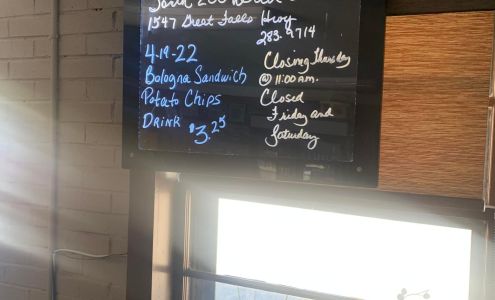 1547 Great Falls Hwy
283-9714
4-19-22
Bologna Sandwich
Potato Chips
Drink
$3.25
Closing Thursday
@ 11:00 am.
Closed
Friday and
Saturday